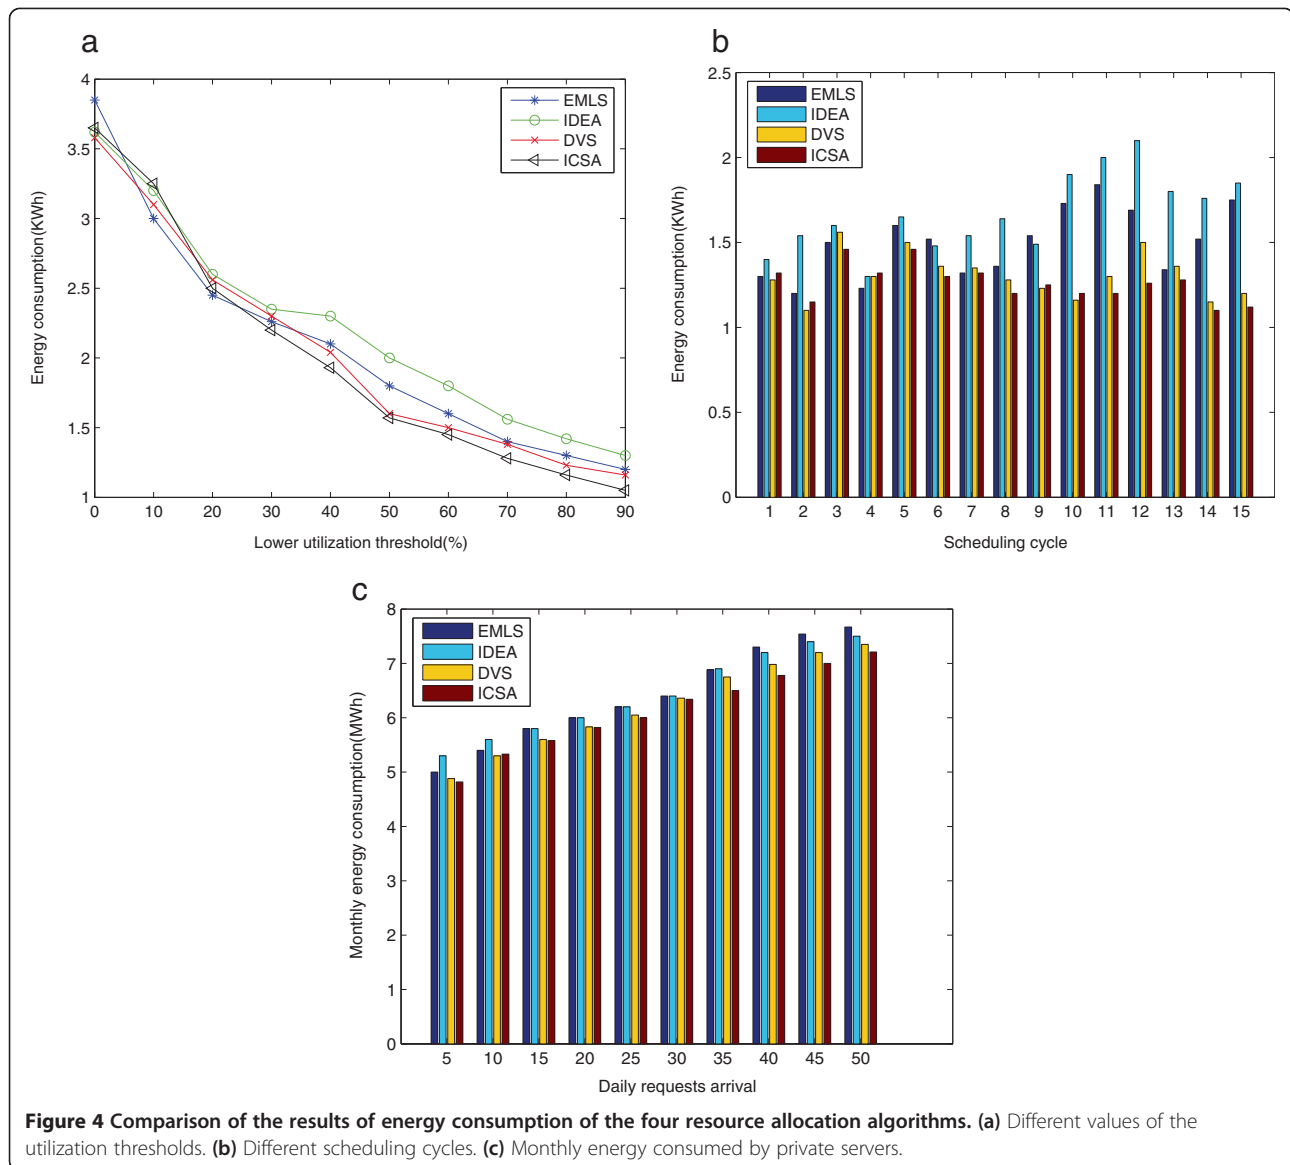 a
4
3.5
3
2.5
2
1.5
1
0 10 20 30 40 50 60 70 80 90
Energy consumption(KWh)
Lower utilization threshold(%)
EMLS
IDEA
DVS
ICSA
b
2.5
2
1.5
1
0.5
0
1 2 3 4 5 6 7 8 9 10 11 12 13 14 15
Energy consumption(KWh)
Scheduling cycle
EMLS
IDEA
DVS
ICSA
c
8
7
6
5
4
3
2
1
0
5 10 15 20 25 30 35 40 45 50
Monthly energy consumption(MWh)
Daily requests arrival
EMLS
IDEA
DVS
ICSA
Figure 4 Comparison of the results of energy consumption of the four resource allocation algorithms. (a) Different values of the
utilization thresholds. (b) Different scheduling cycles. (c) Monthly energy consumed by private servers.